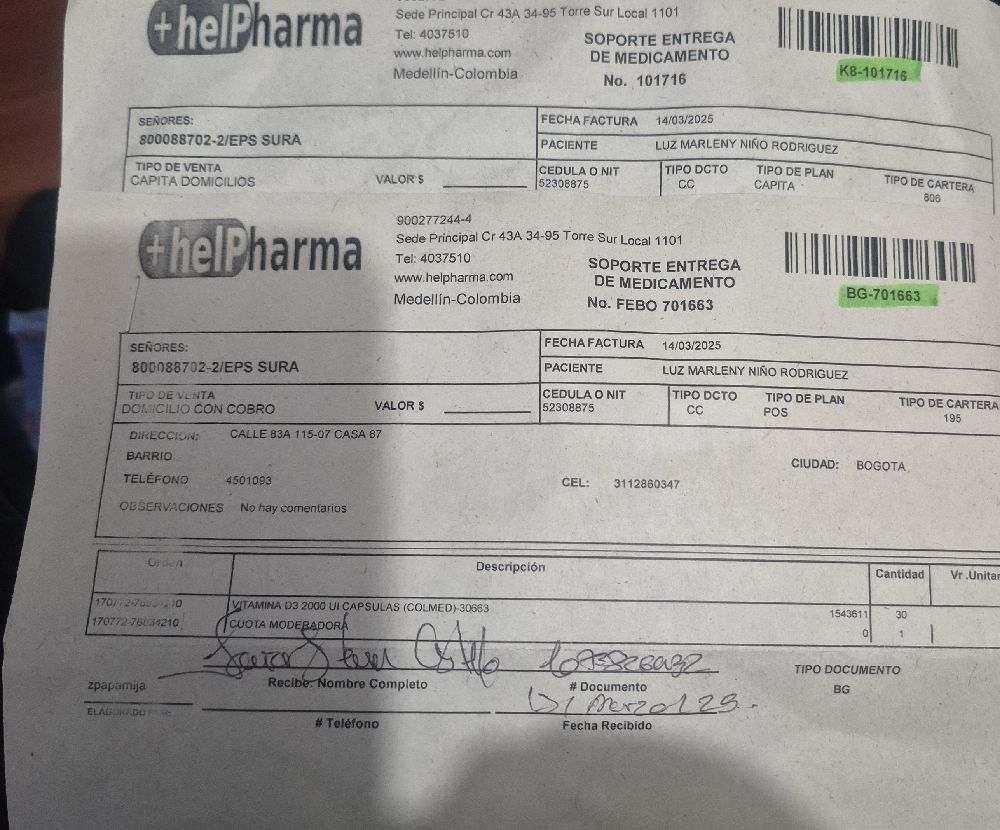 +helPharma
Sede Principal Cr 43A 34-95 Torre Sur Local 1101
Tel: 4037510
www.helpharma.com
Medellín-Colombia
SOPORTE ENTREGA
DE MEDICAMENTO
No. 101716
K8-101716
SEÑORES:
800088702-2/EPS SURA
FECHA FACTURA 14/03/2025
PACIENTE LUZ MARLENY NIÑO RODRIGUEZ
TIPO DE VENTA
CAPITA DOMICILIOS
VALOR $
CEDULA O NIT
52308875
TIPO DCTO
CC
TIPO DE PLAN
CAPITA
TIPO DE CARTERA
806
+helPharma
900277244-4
Sede Principal Cr 43A 34-95 Torre Sur Local 1101
Tel: 4037510
www.helpharma.com
Medellín-Colombia
SOPORTE ENTREGA
DE MEDICAMENTO
No. FEBO 701663
BG-701663
SEÑORES:
800088702-2/EPS SURA
FECHA FACTURA 14/03/2025
PACIENTE LUZ MARLENY NIÑO RODRIGUEZ
TIPO DE VENTA
DOMICILIO CON COBRO
VALOR $
CEDULA O NIT
52308875
TIPO DCTO
CC
TIPO DE PLAN
POS
TIPO DE CARTERA
195
DIRECCION: CALLE 83A 115-07 CASA 87
BARRIO
CIUDAD: BOGOTA,
TELÉFONO 4501093
CEL: 3112860347
OBSERVACIONES No hay comentarios
Orden Descripción Cantidad Vr .Unitar
VITAMINA D3 2000 UI CAPSULAS (COLMED)-30663 1543611 30
170772-76834210 CUOTA MODERADORA 0 1
Recibe: Nombre Completo
# Documento
TIPO DOCUMENTO
BG
zpapamija
ELABORADO
# Teléfono
Fecha Recibido